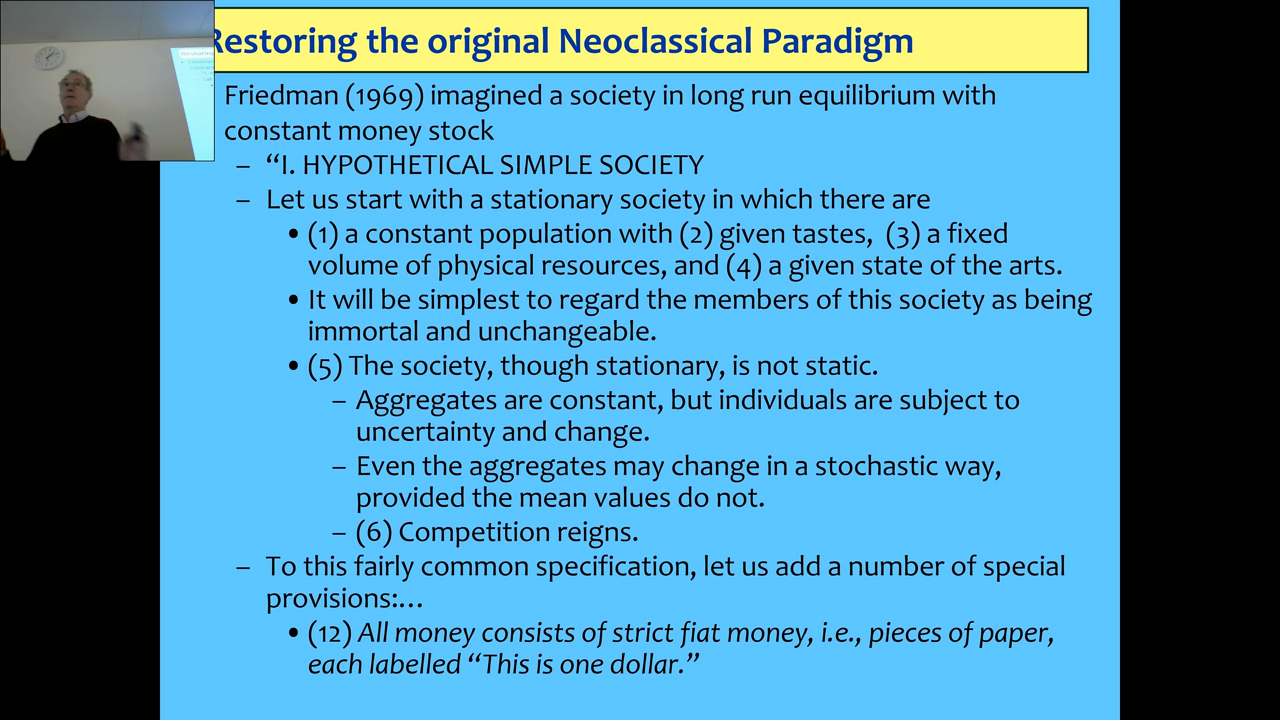 Restoring the original Neoclassical Paradigm
Friedman (1969) imagined a society in long run equilibrium with
constant money stock
– “I. HYPOTHETICAL SIMPLE SOCIETY
– Let us start with a stationary society in which there are
• (1) a constant population with (2) given tastes, (3) a fixed
volume of physical resources, and (4) a given state of the arts.
• It will be simplest to regard the members of this society as being
immortal and unchangeable.
• (5) The society, though stationary, is not static.
– Aggregates are constant, but individuals are subject to
uncertainty and change.
– Even the aggregates may change in a stochastic way,
provided the mean values do not.
– (6) Competition reigns.
– To this fairly common specification, let us add a number of special
provisions:…
• (12) All money consists of strict fiat money, i.e., pieces of paper,
each labelled “This is one dollar.”